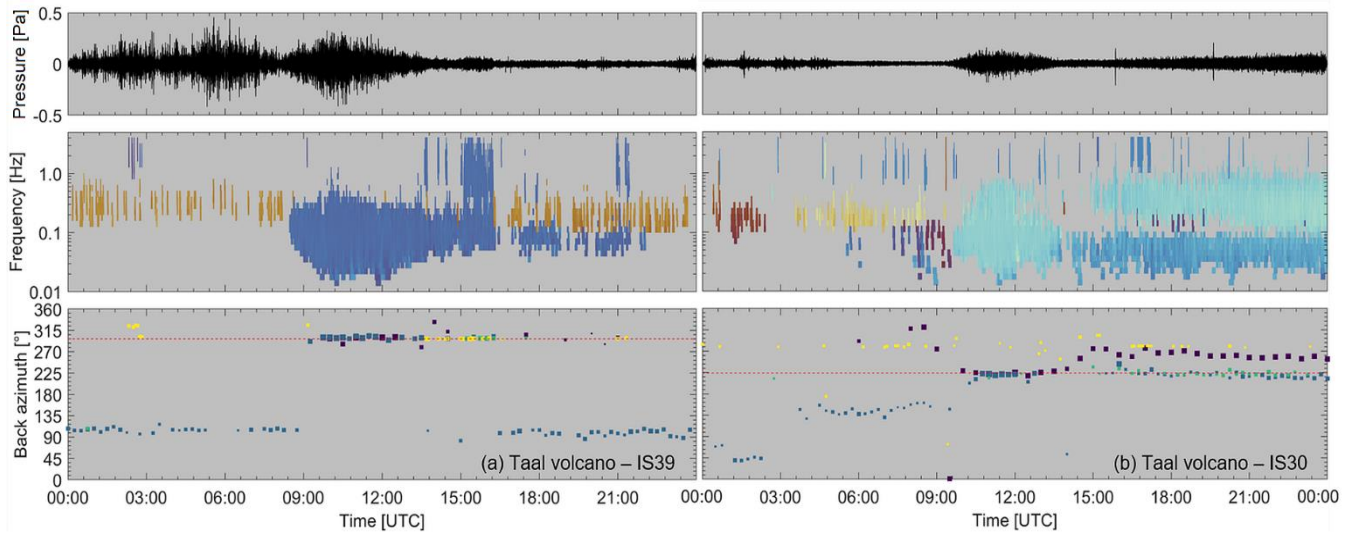 Pressure [Pa]
0.5
0
-0.5
Frequency [Hz]
1.0
0.1
0.01
Back azimuth [°]
360
315
270
225
180
135
90
45
0
(a) Taal volcano – IS39
(b) Taal volcano – IS30
00:00 03:00 06:00 09:00 12:00 15:00 18:00 21:00 00:00 03:00 06:00 09:00 12:00 15:00 18:00 21:00 00:00
Time [UTC] Time [UTC]